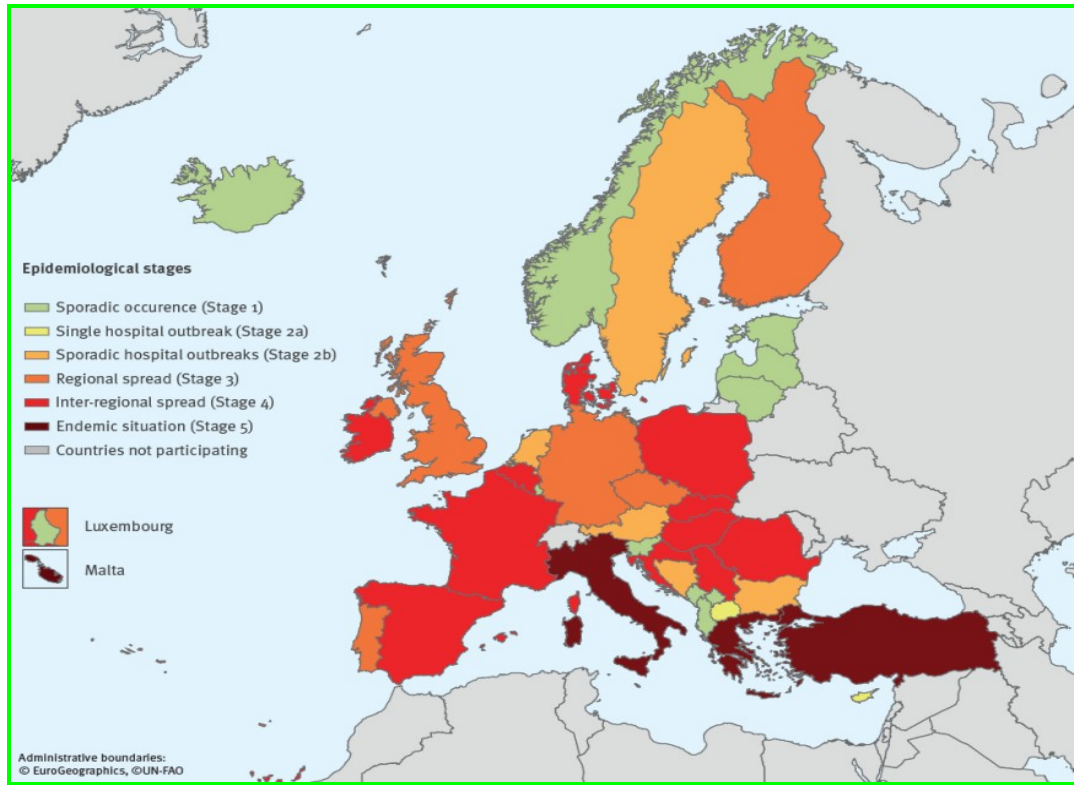 Epidemiological stages
Sporadic occurence (Stage 1)
Single hospital outbreak (Stage 2a)
Sporadic hospital outbreaks (Stage 2b)
Regional spread (Stage 3)
Inter-regional spread (Stage 4)
Endemic situation (Stage 5)
Countries not participating
Luxembourg
Malta
Administrative boundaries:
© EuroGeographics, ©UN-FAO